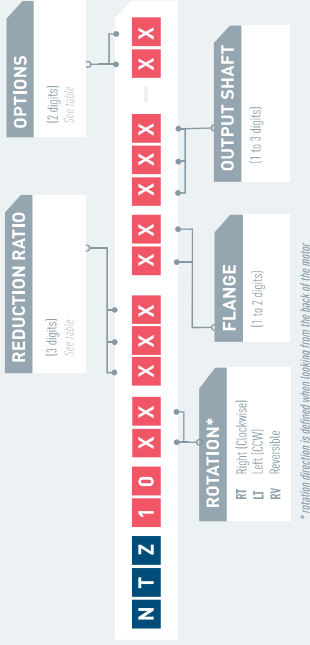 REDUCTION RATIO
(3 digits)
See table
OPTIONS
(2 digits)
See table
N T Z 1 0 X X X X X X X X X X - X X
ROTATION*
RT Right (Clockwise)
LT Left (CCW)
RV Reversible
FLANGE
(1 to 2 digits)
OUTPUT SHAFT
(1 to 3 digits)
* rotation direction is defined when looking from the back of the motor